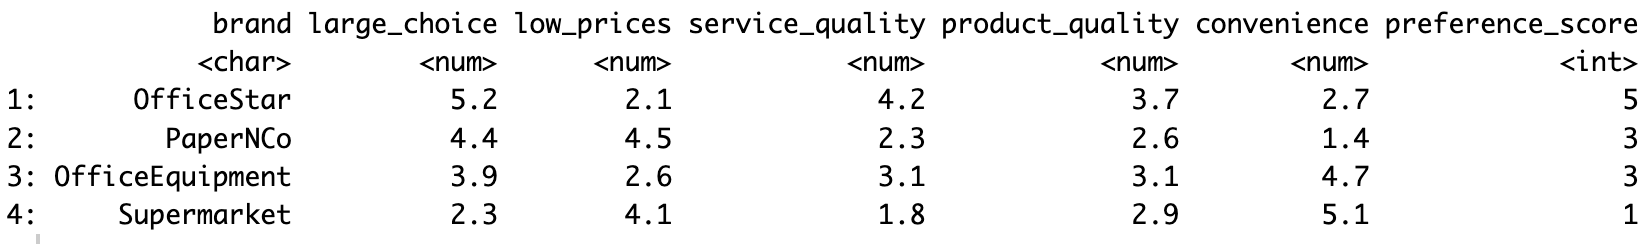 brand large_choice low_prices service_quality product_quality convenience preference_score
<char> <num> <num> <num> <num> <num> <int>
1: OfficeStar 5.2 2.1 4.2 3.7 2.7 5
2: PaperNCo 4.4 4.5 2.3 2.6 1.4 3
3: OfficeEquipment 3.9 2.6 3.1 3.1 4.7 3
4: Supermarket 2.3 4.1 1.8 2.9 5.1 1